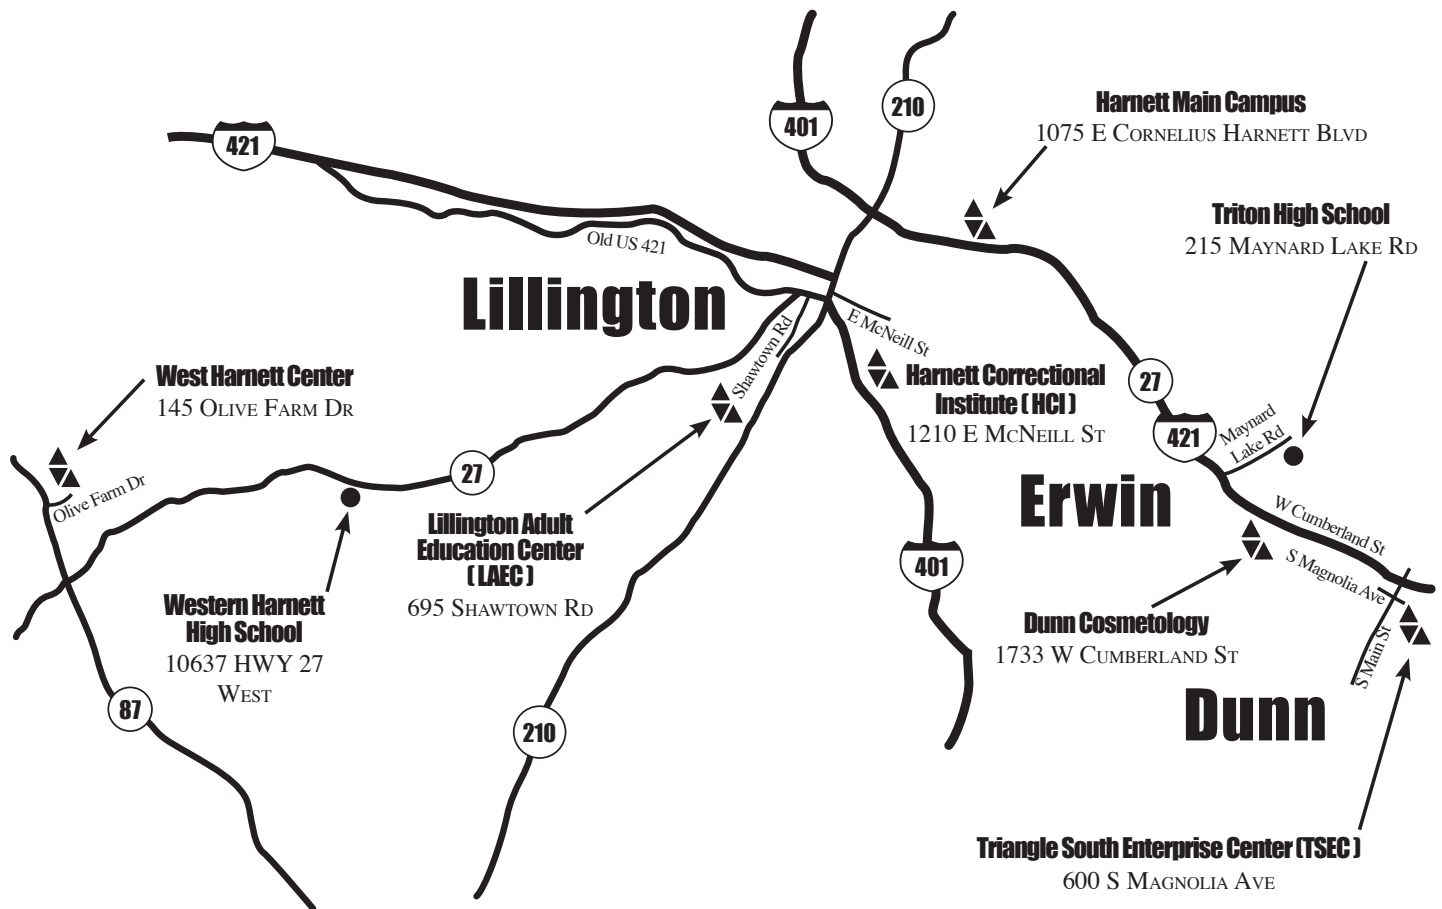 401
210
Harnett Main Campus
1075 E Cornelius Harnett Blvd
421
Triton High School
215 Maynard Lake Rd
Old US 421
Lillington
E McNeill St
Shawtown Rd
West Harnett Center
145 Olive Farm Dr
Harnett Correctional
Institute ( HCI )
1210 E McNeill St
27
421
Maynard
Lake Rd
27
Olive Farm Dr
Erwin
W Cumberland St
Lillington Adult
Education Center
( LAEC )
695 Shawtown Rd
401
S Magnolia Ave
Western Harnett
High School
10637 HWY 27
West
Dunn Cosmetology
1733 W Cumberland St
S Main St
87
210
Dunn
Triangle South Enterprise Center (TSEC )
600 S Magnolia Ave